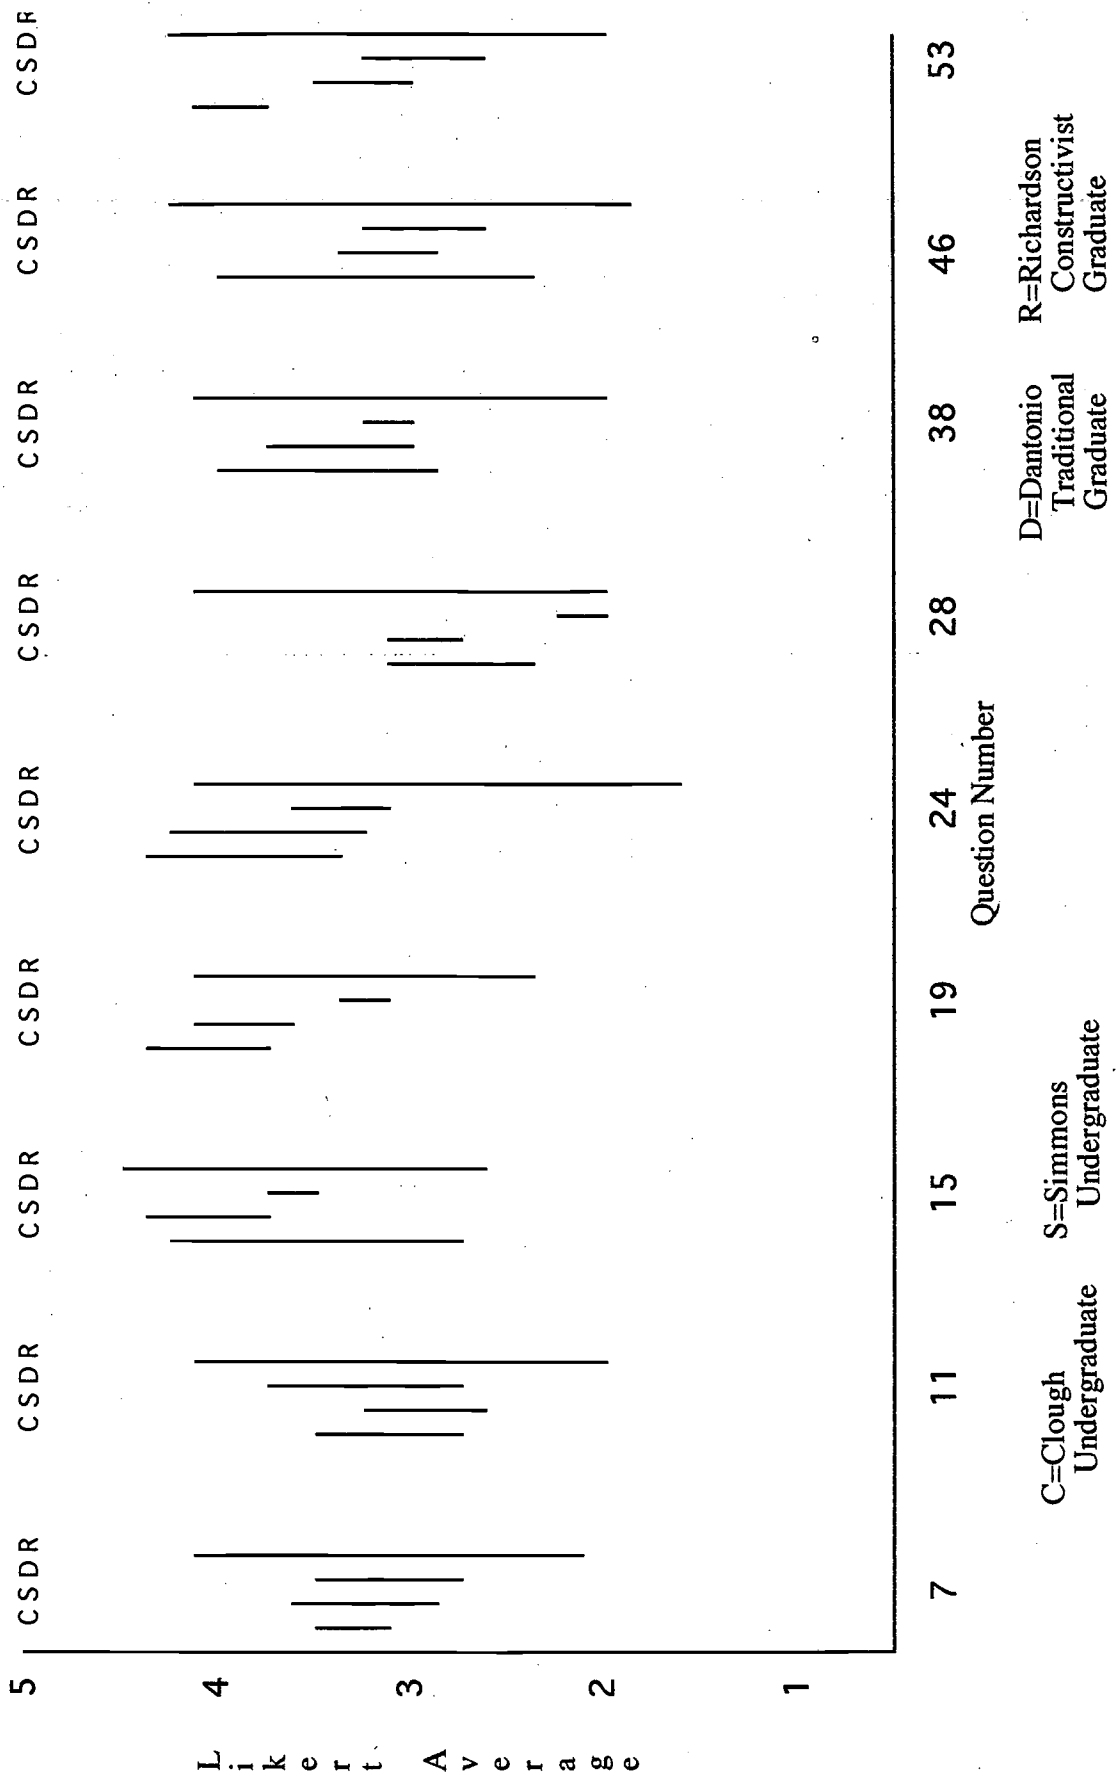 C S D R C S D R C S D R C S D R C S D R C S D R C S D R C S D R C S D R
5
4
3
2
1
Likert Average
7 11 15 19 24 28 38 46 53
Question Number
C=Clough
Undergraduate
S=Simmons
Undergraduate
D=Dantonio
Traditional
Graduate
R=Richardson
Constructivist
Graduate